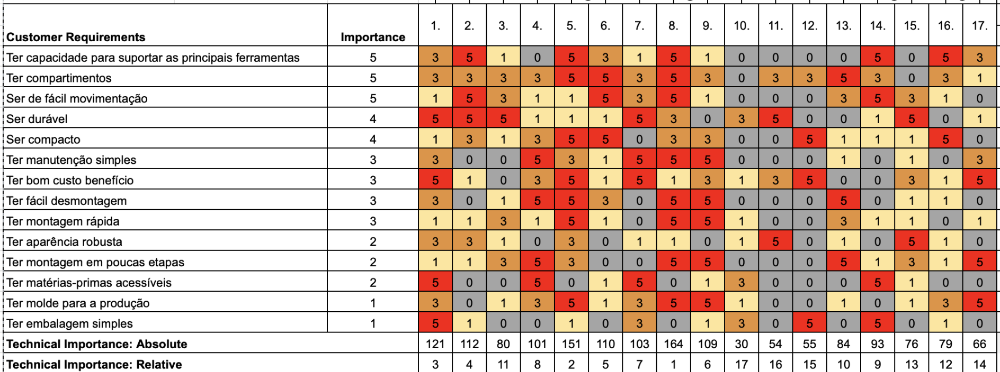 1. 2. 3. 4. 5. 6. 7. 8. 9. 10. 11. 12. 13. 14. 15. 16. 17.
Customer Requirements Importance
Ter capacidade para suportar as principais ferramentas 5 3 5 1 0 5 3 1 5 1 0 0 0 0 5 0 5 3
Ter compartimentos 5 3 3 3 3 5 5 3 5 3 0 3 3 5 3 0 3 1
Ser de fácil movimentação 5 1 5 3 1 1 5 3 5 1 0 0 0 3 5 3 1 0
Ser durável 4 5 5 5 1 1 1 5 3 0 3 5 0 0 1 5 0 1
Ser compacto 4 1 3 1 3 5 5 0 3 3 0 0 5 1 1 1 5 0
Ter manutenção simples 3 3 0 0 5 3 1 5 5 5 0 0 0 1 0 1 0 3
Ter bom custo benefício 3 5 1 0 3 5 1 5 1 3 1 3 5 0 0 3 1 5
Ter fácil desmontagem 3 3 0 1 5 5 3 0 5 5 0 0 0 5 0 1 1 0
Ter montagem rápida 3 1 1 3 1 5 1 0 5 5 1 0 0 3 1 1 0 1
Ter aparência robusta 2 3 3 1 0 3 0 1 1 0 1 5 0 1 0 5 1 0
Ter montagem em poucas etapas 2 1 1 3 5 3 0 0 5 5 0 0 0 5 1 3 1 5
Ter matérias-primas acessíveis 2 5 0 0 5 0 1 5 0 1 3 0 0 0 5 1 0 0
Ter molde para a produção 1 3 0 1 3 5 1 3 5 5 1 0 0 1 0 1 3 5
Ter embalagem simples 1 5 1 0 0 1 0 3 0 1 3 0 5 0 5 0 1 0
Technical Importance: Absolute 121 112 80 101 151 110 103 164 109 30 54 55 84 93 76 79 66
Technical Importance: Relative 3 4 11 8 2 5 7 1 6 17 16 15 10 9 13 12 14